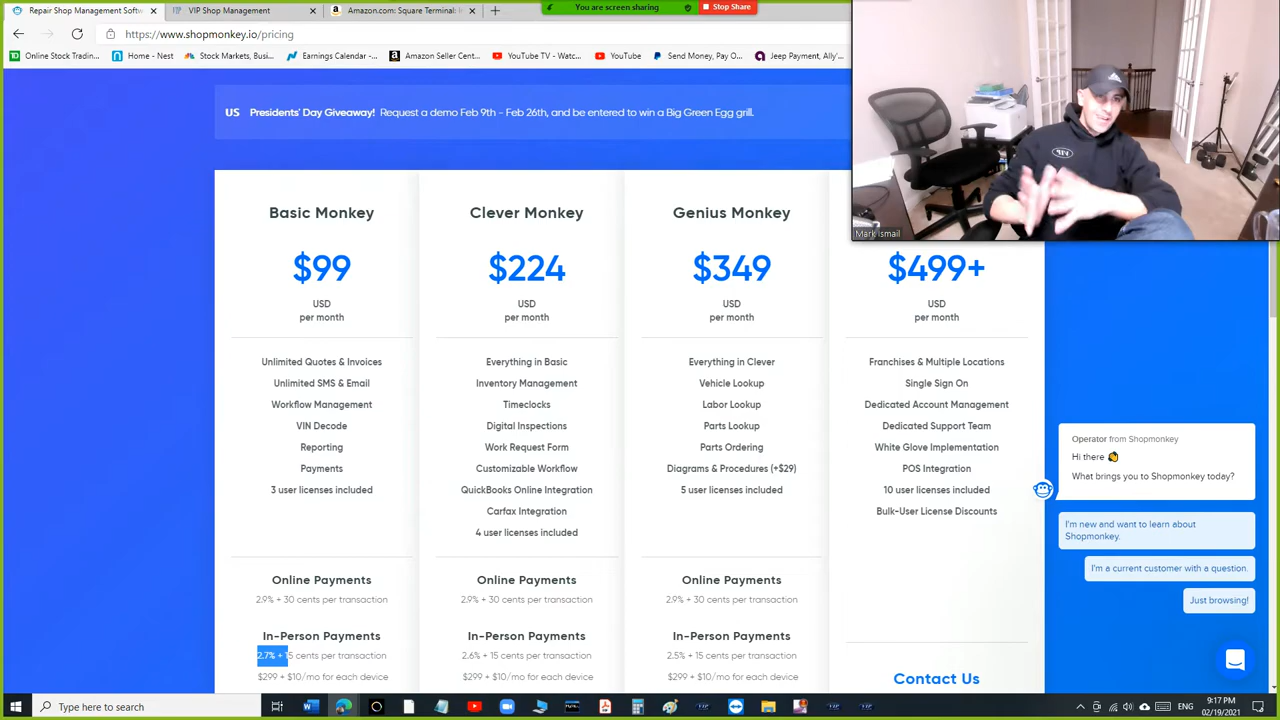 Repair Shop Management Softw
VIP Shop Management
Amazon.com: Square Terminal:
You are screen sharing
Stop Share
https://www.shopmonkey.io/pricing
Online Stock Tradin...
Home - Nest
Stock Markets, Busi...
Earnings Calendar -...
Amazon Seller Cent...
YouTube TV - Watc...
YouTube
Send Money, Pay O...
Jeep Payment, Ally'...
US Presidents' Day Giveaway! Request a demo Feb 9th - Feb 26th, and be entered to win a Big Green Egg grill.
VIP
Mark Ismail
Basic Monkey
$99
USD
per month
Unlimited Quotes & Invoices
Unlimited SMS & Email
Workflow Management
VIN Decode
Reporting
Payments
3 user licenses included
Online Payments
2.9% + 30 cents per transaction
In-Person Payments
2.7% + 15 cents per transaction
$299 + $10/mo for each device
Clever Monkey
$224
USD
per month
Everything in Basic
Inventory Management
Timeclocks
Digital Inspections
Work Request Form
Customizable Workflow
QuickBooks Online Integration
Carfax Integration
4 user licenses included
Online Payments
2.9% + 30 cents per transaction
In-Person Payments
2.6% + 15 cents per transaction
$299 + $10/mo for each device
Genius Monkey
$349
USD
per month
Everything in Clever
Vehicle Lookup
Labor Lookup
Parts Lookup
Parts Ordering
Diagrams & Procedures (+$29)
5 user licenses included
Online Payments
2.9% + 30 cents per transaction
In-Person Payments
2.5% + 15 cents per transaction
$299 + $10/mo for each device
$499+
USD
per month
Franchises & Multiple Locations
Single Sign On
Dedicated Account Management
Dedicated Support Team
White Glove Implementation
POS Integration
10 user licenses included
Bulk-User License Discounts
Contact Us
Operator from Shopmonkey
Hi there
What brings you to Shopmonkey today?
I'm new and want to learn about
Shopmonkey.
I'm a current customer with a question.
Just browsing!
Type here to search
ENG
9:17 PM
02/19/2021